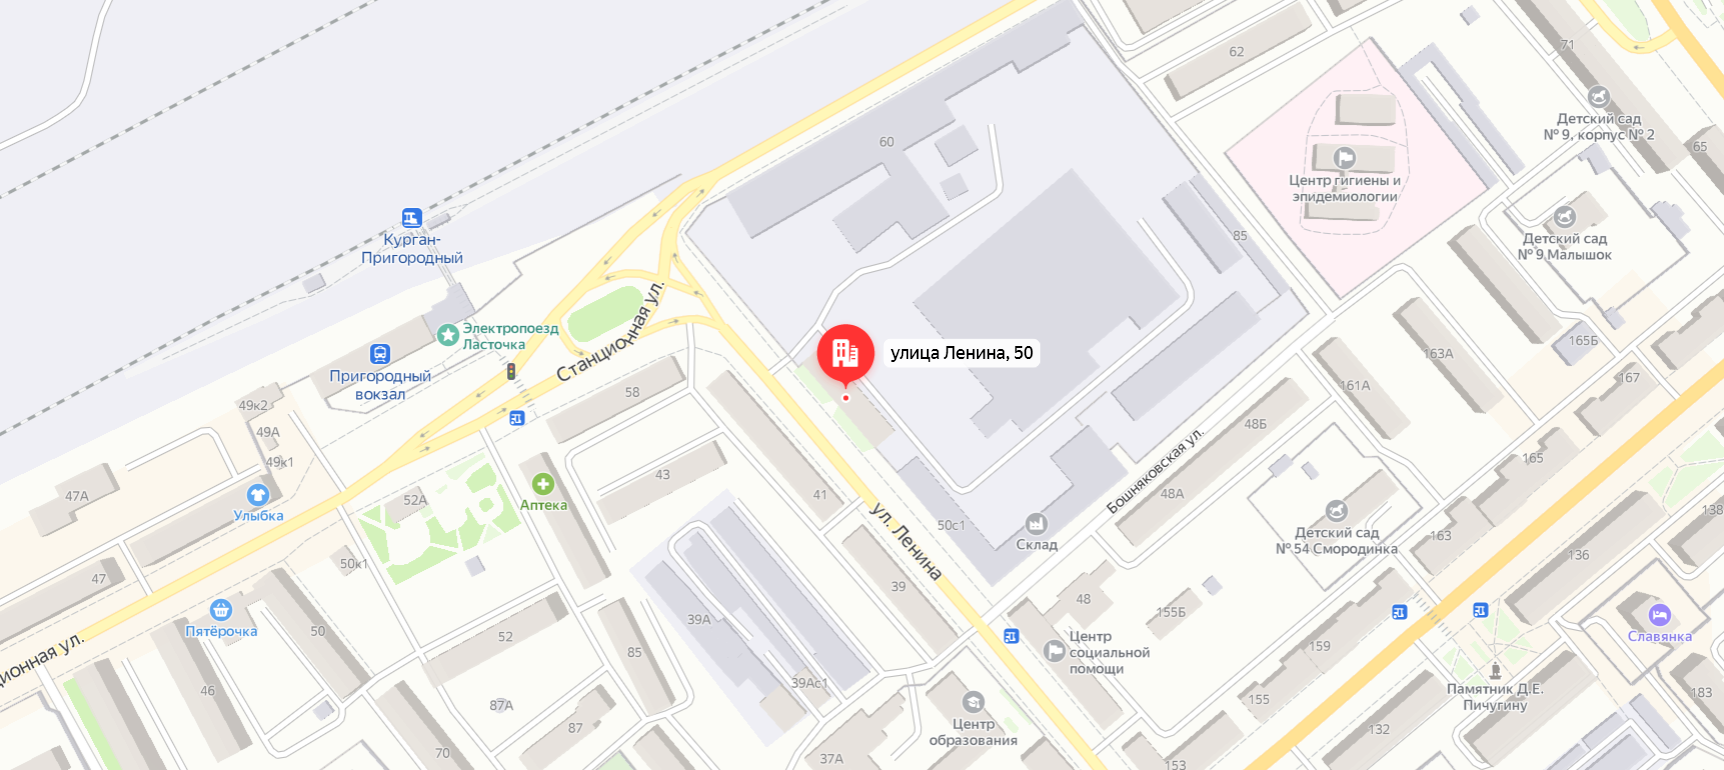 62
71
Детский сад
№ 9, корпус № 2
65
60
Центр гигиены и
эпидемиологии
Детский сад
№ 9 Малышок
85
Курган-
Пригородный
Станционная ул.
Электропоезд
Ласточка
Пригородный
вокзал
улица Ленина, 50
163А
165Б
161А
167
58
49к2
49А
49к1
47А
Улыбка
52А
Аптека
43
41
ул. Ленина
50с1
Склад
Бошняковская ул.
48Б
48А
Детский сад
№ 54 Смородинка
165
163
138
136
47
50к1
Пятёрочка
50
52
85
39А
39
39Ас1
48
Центр
социальной
помощи
155Б
159
155
153
Славянка
Памятник Д.Е.
Пичугину
183
132
46
87А
87
70
37А
Центр
образования
ционная ул.